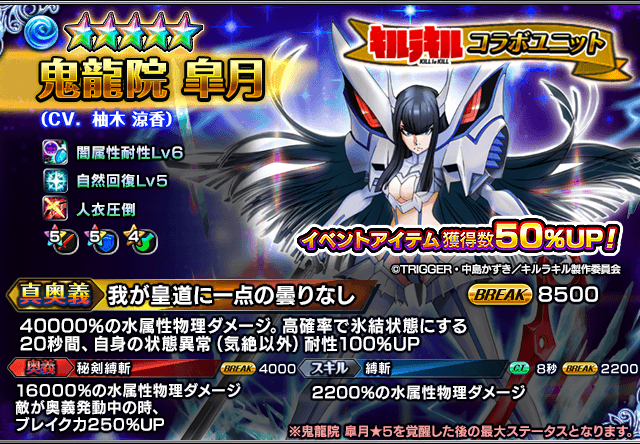 キルラキル コラボユニット
KILL la KILL
鬼龍院 皐月
(CV. 柚木 涼香)
闇属性耐性Lv6
自然回復Lv5
人衣圧倒
5 5 4
イベントアイテム 獲得数50%UP!
©TRIGGER・中島かずき／キルラキル製作委員会
真奥義 我が皇道に一点の曇りなし BREAK 8500
40000%の水属性物理ダメージ。高確率で氷結状態にする
20秒間、自身の状態異常(気絶以外)耐性100%UP
奥義 秘剣縛斬 BREAK 4000
16000%の水属性物理ダメージ
敵が奥義発動中の時、
ブレイク力250%UP
スキル 縛斬 CT 8秒 BREAK 2200
2200%の水属性物理ダメージ
※鬼龍院 皐月★5を覚醒した後の最大ステータスとなります。